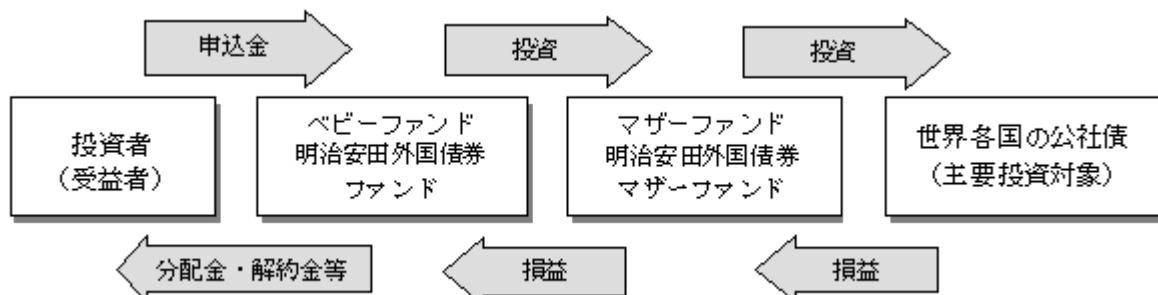 申込金
投資
投資
投資者
（受益者）
ベビーファンド
明治安田外国債券
ファンド
マザーファンド
明治安田外国債券
マザーファンド
世界各国の公社債
（主要投資対象）
分配金・解約金等
損益
損益